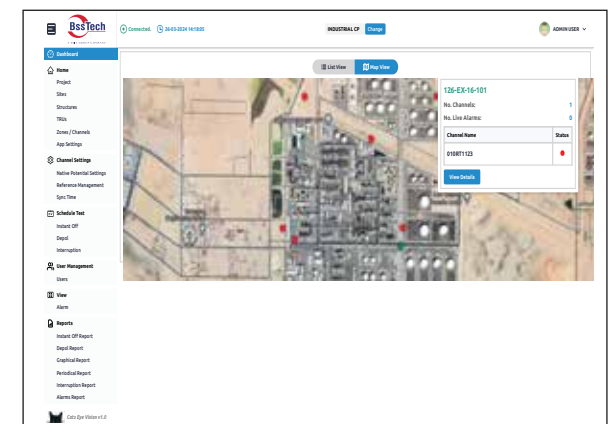 BssTech
Connected. 26-03-2024 14:18:05
INDUSTRIAL CP Change
ADMIN USER
Dashboard
Home
Project
Sites
Structures
TRUs
Zones / Channels
App Settings
Channel Settings
Native Potential Settings
Reference Management
Sync Time
Schedule Test
Instant Off
Depol
Interruption
User Management
Users
View
Alarm
Reports
Instant Off Report
Depol Report
Graphical Report
Periodical Report
Interruption Report
Alarms Report
Cats Eye Vision v1.0
List View Map View
126-EX-16-101
No. Channels: 1
No. Live Alarms: 0
Channel Name Status
010RT1123
View Details